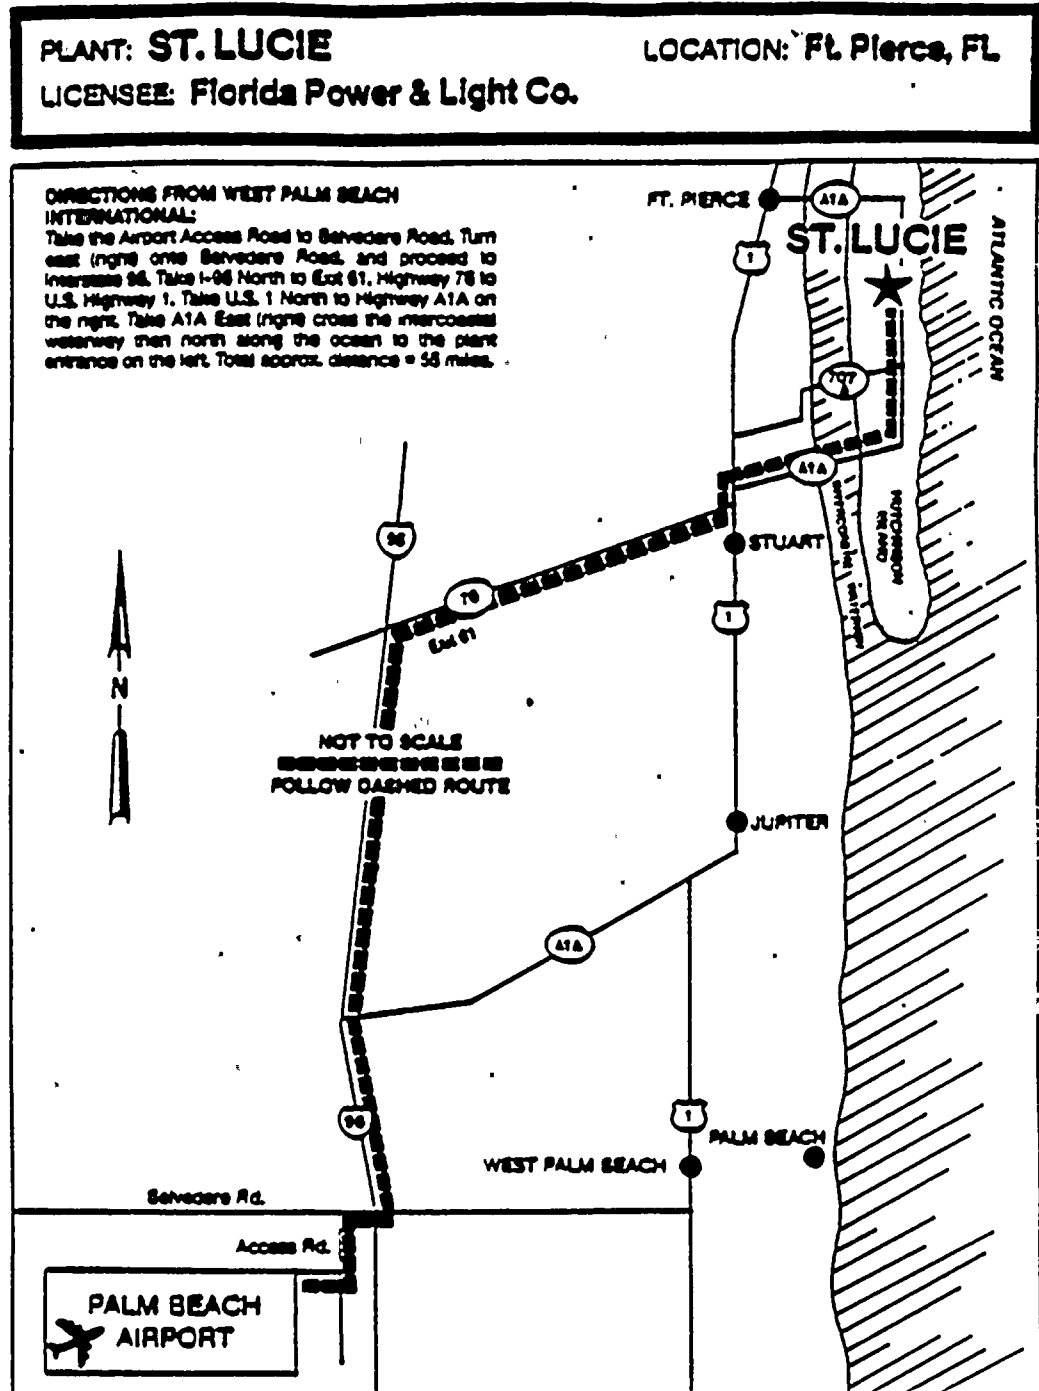 PLANT: ST. LUCIE
LOCATION: Ft. Pierce, FL
LICENSEE: Florida Power & Light Co.
DIRECTIONS FROM WEST PALM BEACH
INTERNATIONAL:
Take the Airport Access Road to Belvedere Road. Turn
east (right) onto Belvedere Road, and proceed to
Interstate 95. Take I-95 North to Exit 61, Highway 76 to
U.S. Highway 1. Take U.S. 1 North to Highway A1A on
the right. Take A1A East (right) cross the intercoastal
waterway then north along the ocean to the plant
entrance on the left. Total approx. distance = 
miles.
FT. PIERCE
A1A
1
ST. LUCIE
ATLANTIC OCEAN
707
A1A
HUTCHINSON
ISLAND
INTRACOASTAL WATERWAY
95
STUART
76
Exit 61
1
N
NOT TO SCALE
FOLLOW DASHED ROUTE
JUPITER
A1A
95
1
PALM BEACH
WEST PALM BEACH
Belvedere Rd.
Access Rd.
PALM BEACH
AIRPORT